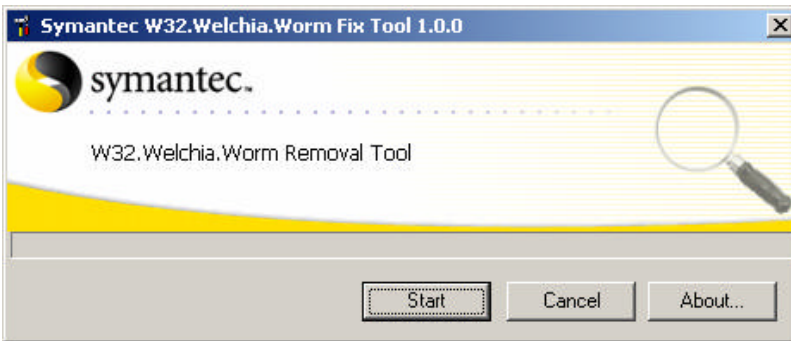 Symantec W32.Welchia.Worm Fix Tool 1.0.0
symantec.
W32.Welchia.Worm Removal Tool
Start Cancel About...